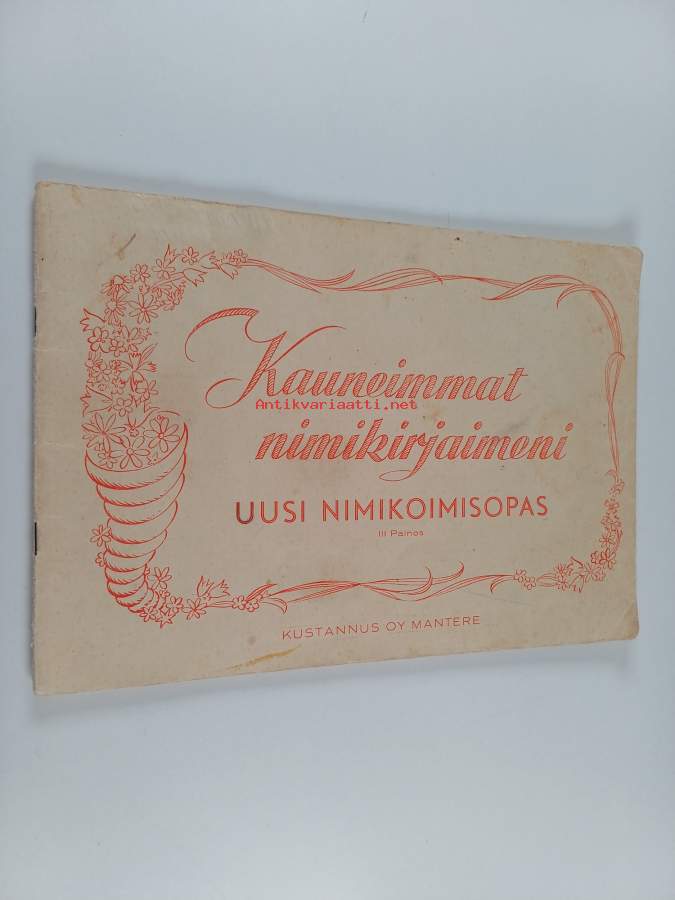 Kauneimmat
Antikvariaatti.net
nimikirjaimeni
UUSI NIMIKOIMISOPAS
III Painos
KUSTANNUS OY MANTERE